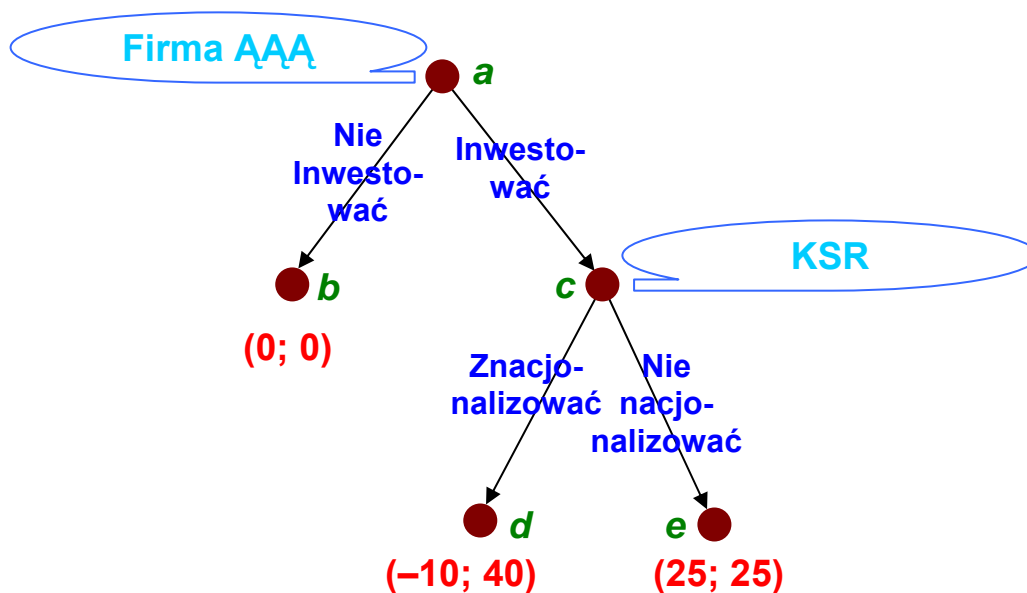 Firma ĄĄĄ
a
Nie
Inwesto-
wać
Inwesto-
wać
KSR
b
c
(0; 0)
Znacjo-
nalizować
Nie
nacjo-
nalizować
d
e
(–10; 40)
(25; 25)